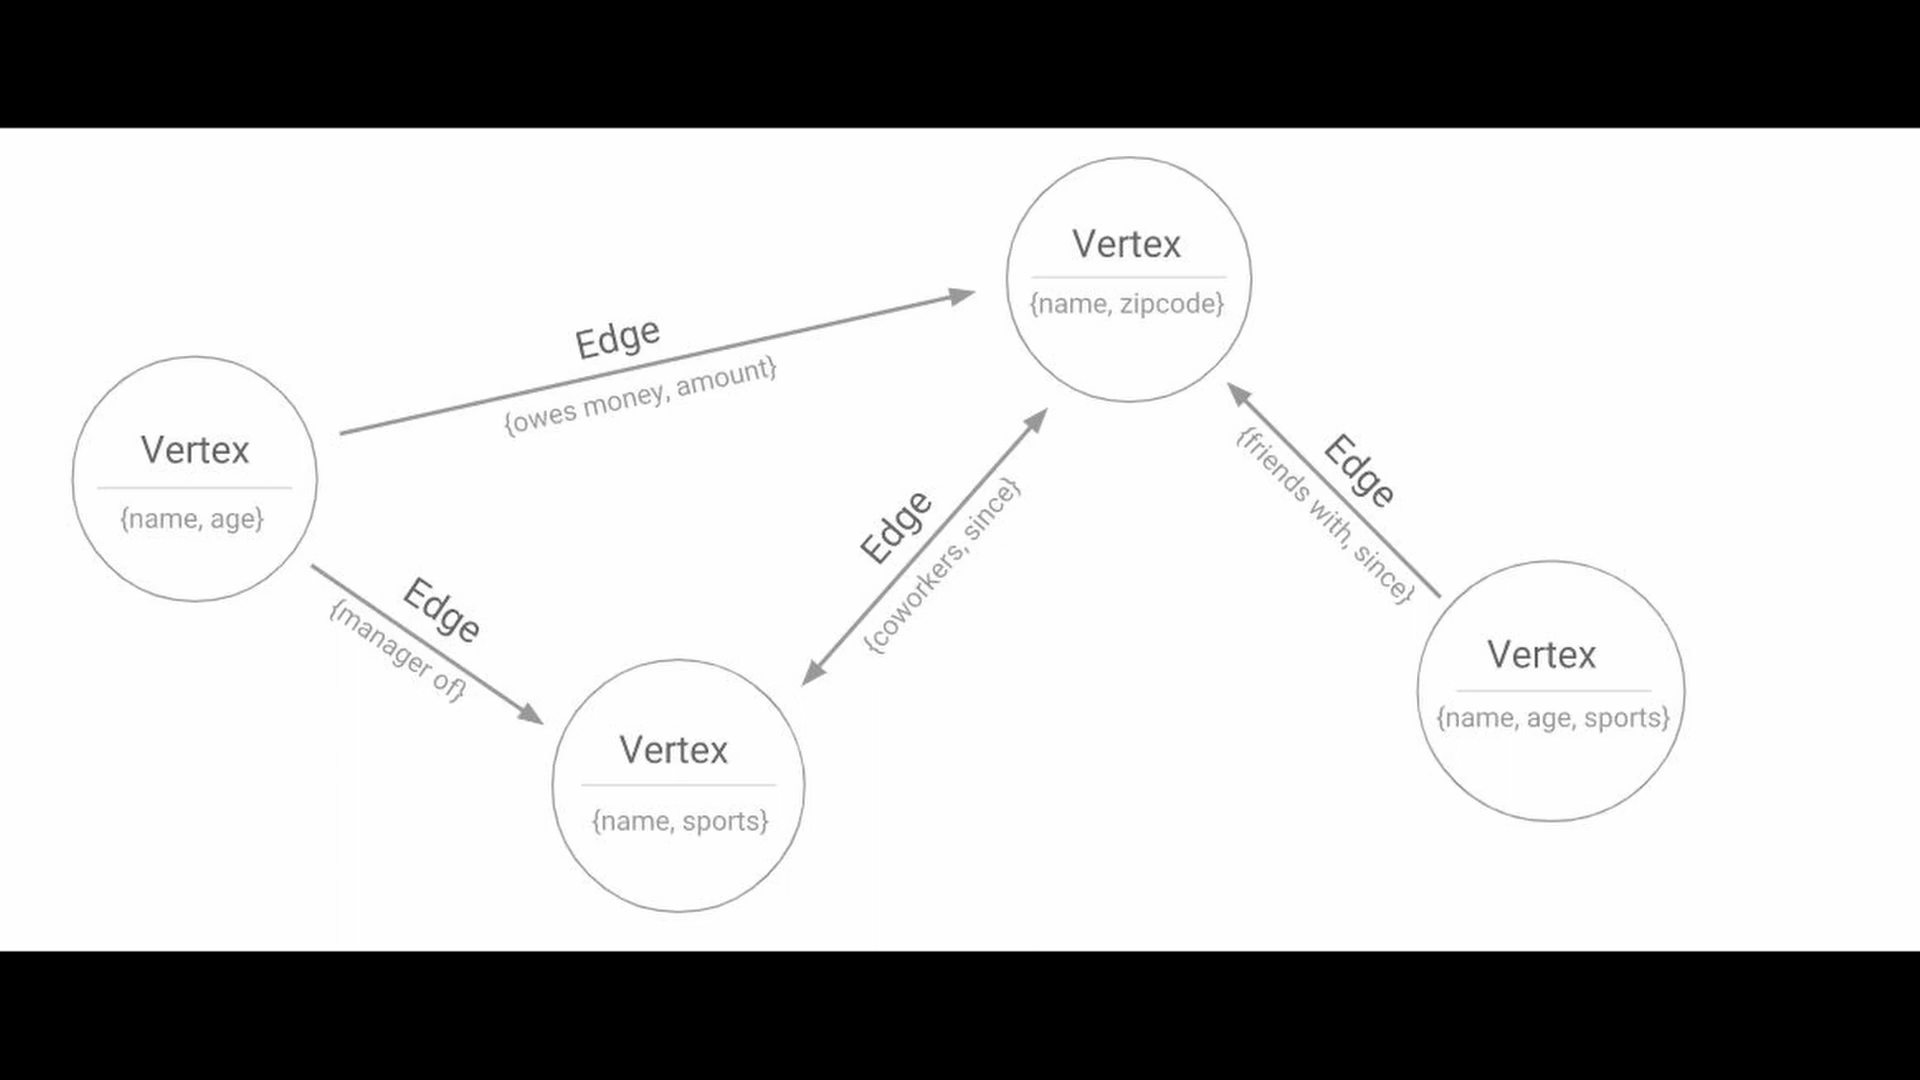 Vertex
{name, zipcode}
Edge
{owes money, amount}
Vertex
{name, age}
Edge
{friends with, since}
Edge
{coworkers, since}
Edge
{manager of}
Vertex
{name, age, sports}
Vertex
{name, sports}